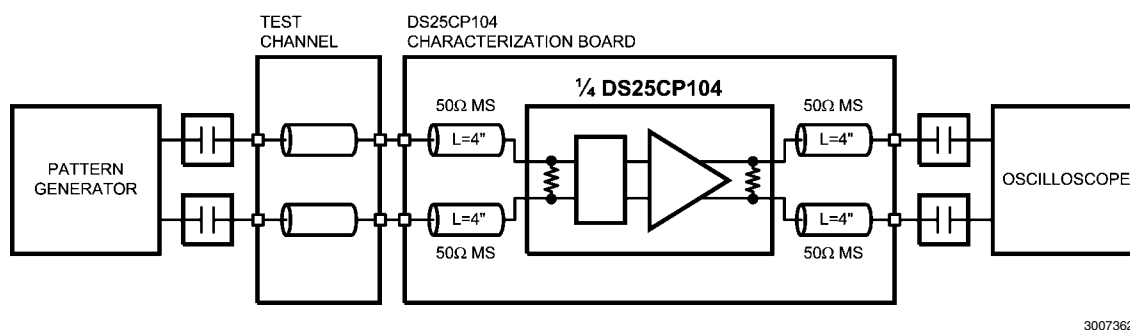 TEST
CHANNEL
DS25CP104
CHARACTERIZATION BOARD
¼ DS25CP104
50Ω MS
50Ω MS
L=4"
L=4"
PATTERN
GENERATOR
OSCILLOSCOPE
L=4"
L=4"
50Ω MS
50Ω MS
3007362